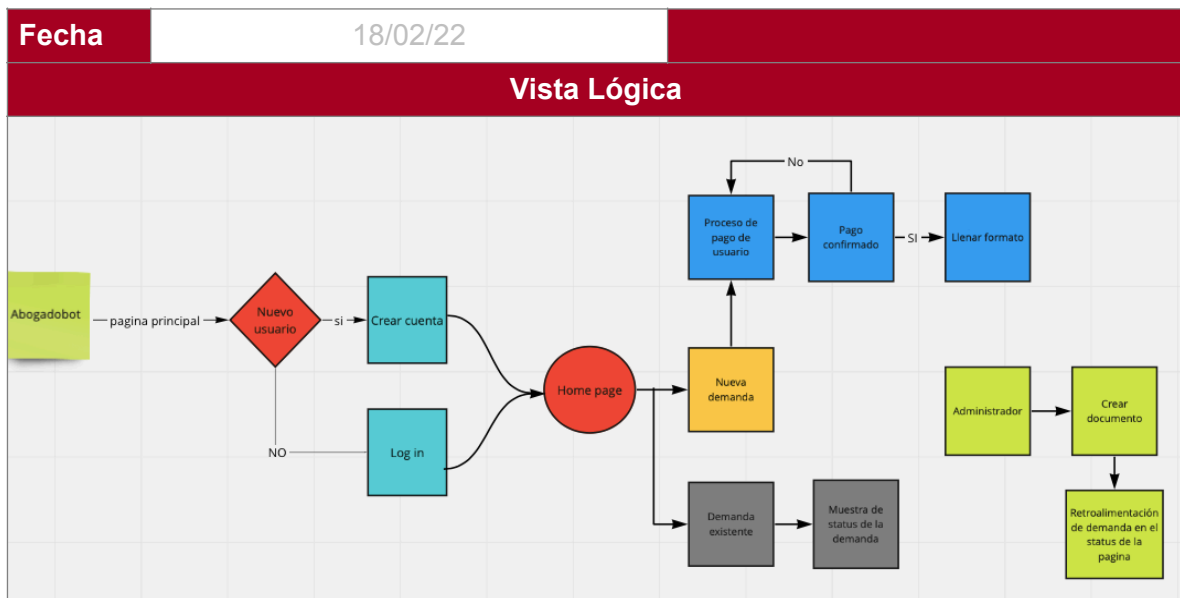 Fecha
18/02/22
Vista Lógica
Abogadobot
pagina principal
Nuevo
usuario
si
Crear cuenta
NO
Log in
Home page
No
Proceso de
pago de
usuario
Pago
confirmado
SI
Llenar formato
Nueva
demanda
Demanda
existente
Muestra de
status de la
demanda
Administrador
Crear
documento
Retroalimentación
de demanda en el
status de la
pagina